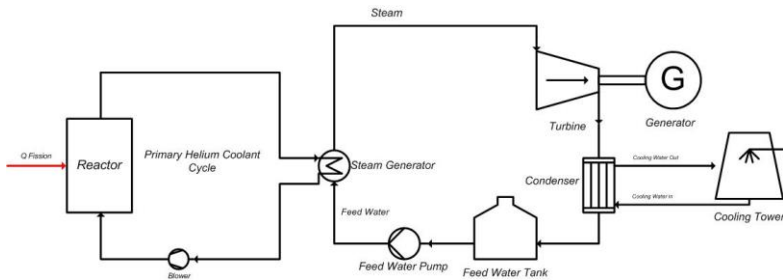 Steam
G
Turbine
Generator
Q Fission
Reactor
Primary Helium Coolant
Cycle
Steam Generator
Condenser
Cooling Water Out
Cooling Water in
Cooling Tower
Feed Water
Feed Water Pump
Feed Water Tank
Blower